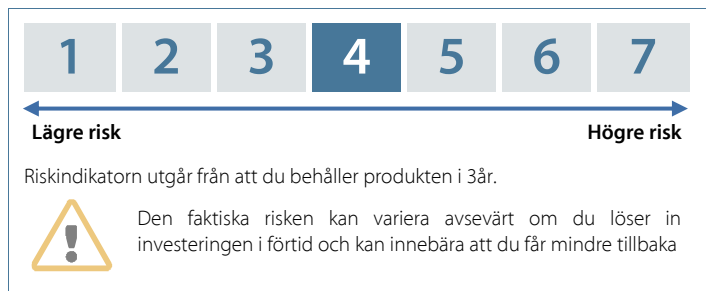 1 2 3 4 5 6 7
Lägre risk Högre risk
Riskindikatorn utgår från att du behåller produkten i 3år.
Den faktiska risken kan variera avsevärt om du löser in
investeringen i förtid och kan innebära att du får mindre tillbaka